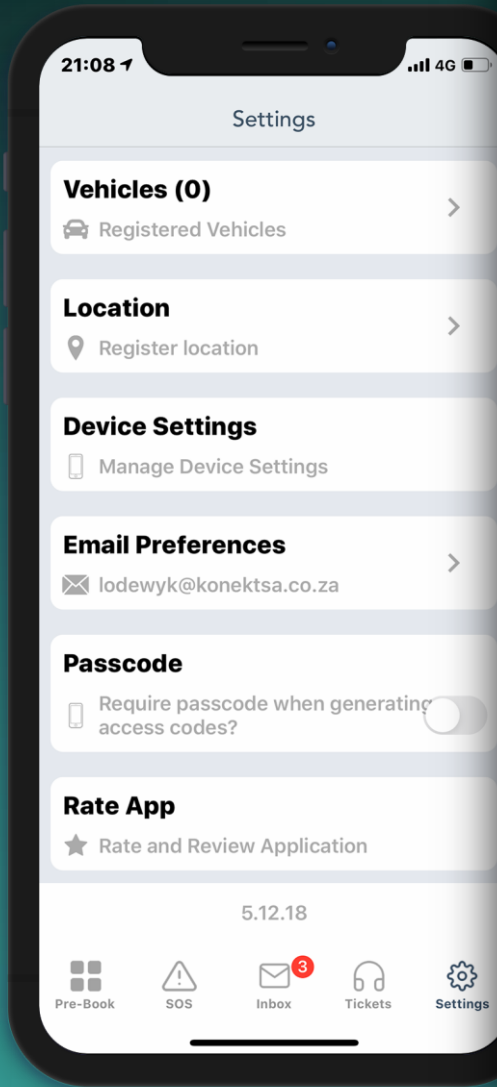 21:08
4G
Settings
Vehicles (0)
Registered Vehicles
Location
Register location
Device Settings
Manage Device Settings
Email Preferences
lodewyk@konektsa.co.za
Passcode
Require passcode when generating
access codes?
Rate App
Rate and Review Application
5.12.18
3
Pre-Book
SOS
Inbox
Tickets
Settings